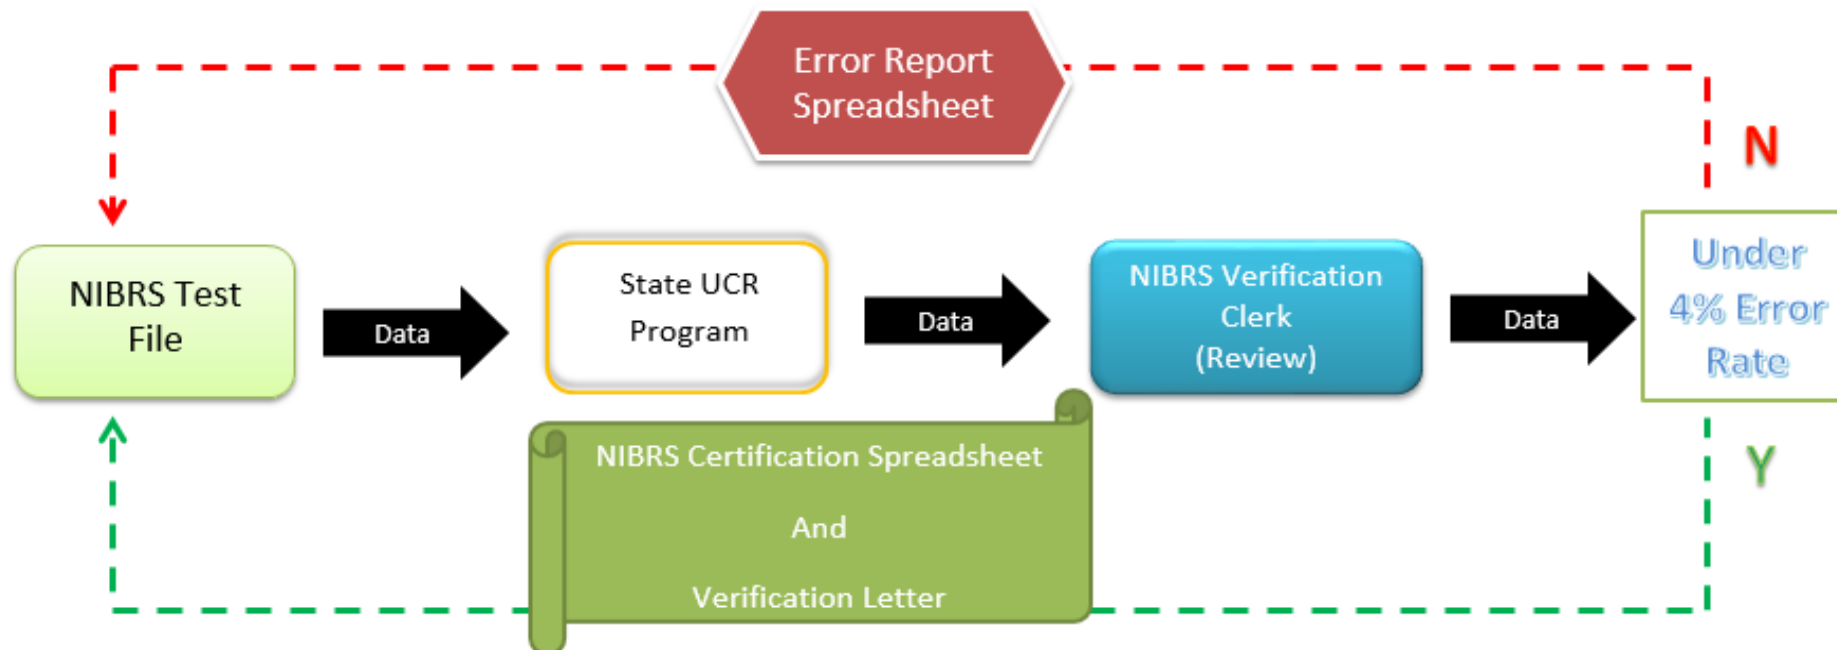 Error Report
Spreadsheet
N
NIBRS Test
File
Data
State UCR
Program
Data
NIBRS Verification
Clerk
(Review)
Data
Under
4% Error
Rate
NIBRS Certification Spreadsheet
And
Verification Letter
Y